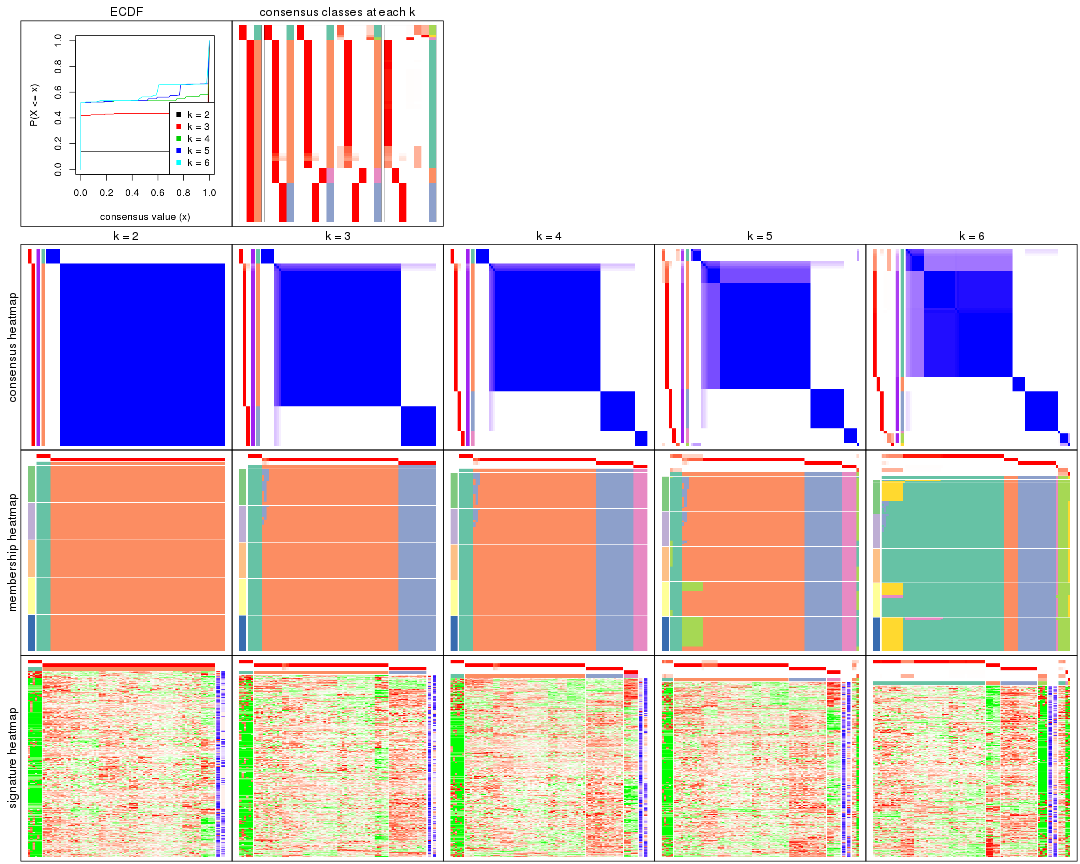 ECDF
consensus classes at each k
P(X <= x)
1.0
0.8
0.6
0.4
0.2
0.0
k = 2
k = 3
k = 4
k = 5
k = 6
0.0 0.2 0.4 0.6 0.8 1.0
consensus value (x)
k = 2 k = 3 k = 4 k = 5 k = 6
consensus heatmap
membership heatmap
signature heatmap